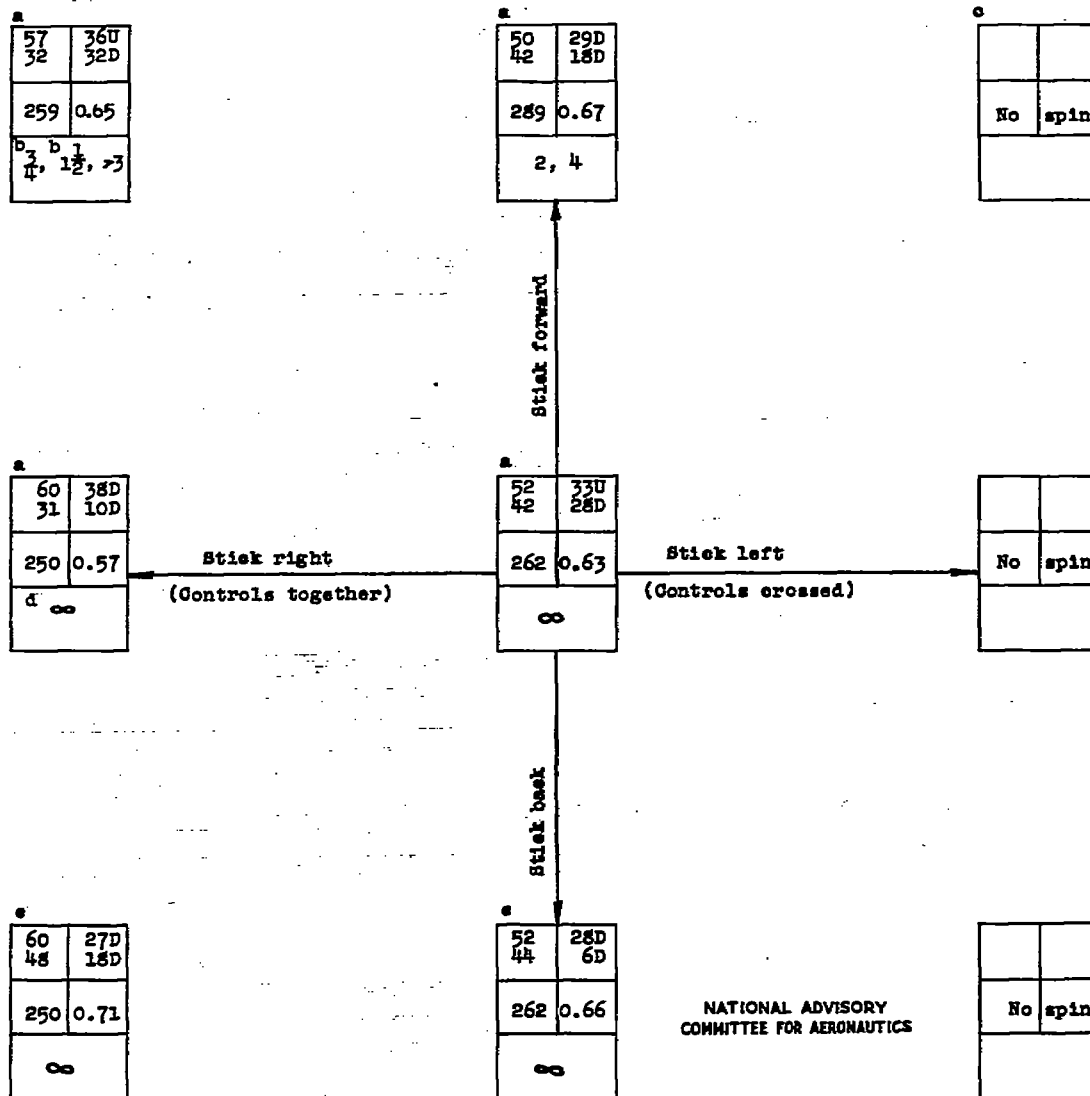 a
57 36U
32 32D
259 0.65
b 3/4, b 1 1/2, >3
a
50 29D
42 18D
289 0.67
2, 4
c
No spin
Stick forward
a
60 38D
31 10D
250 0.57
d ∞
Stick right
(Controls together)
a
52 33U
42 28D
262 0.63
∞
Stick left
(Controls crossed)
No spin
Stick back
e
60 27D
48 18D
250 0.71
∞
e
52 28D
44 6D
262 0.66
∞
NATIONAL ADVISORY
COMMITTEE FOR AERONAUTICS
No spin